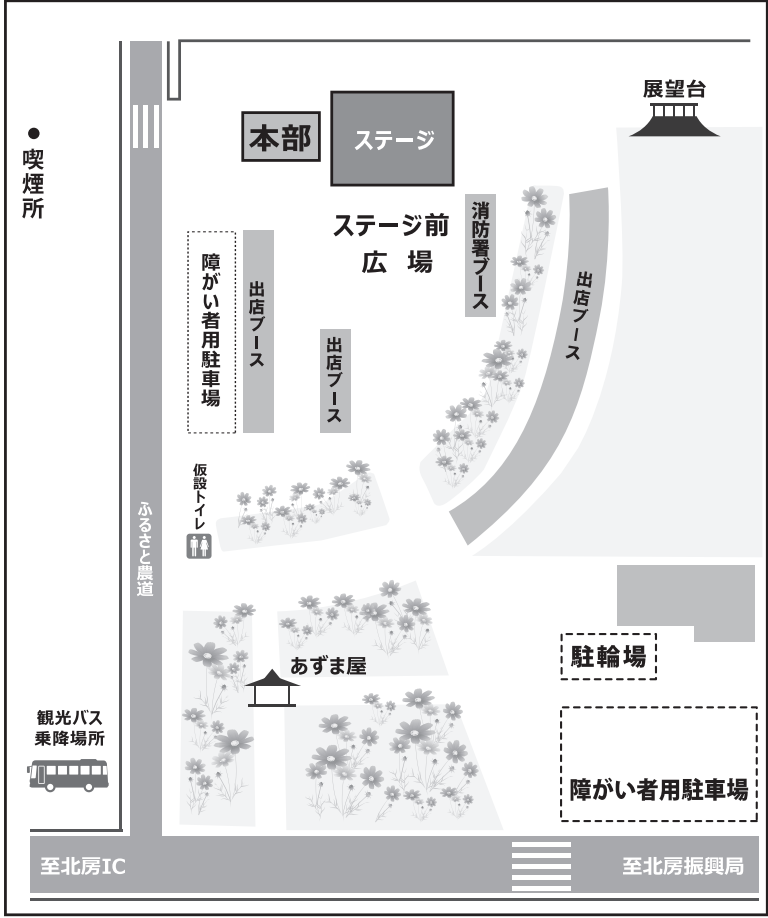 展望台
本部
ステージ
喫煙所
ステージ前
広 場
消防署ブース
障がい者用駐車場
出店ブース
出店ブース
出店ブース
仮設トイレ
ふるさと農道
あずま屋
駐輪場
観光バス
乗降場所
障がい者用駐車場
至北房IC
至北房振興局